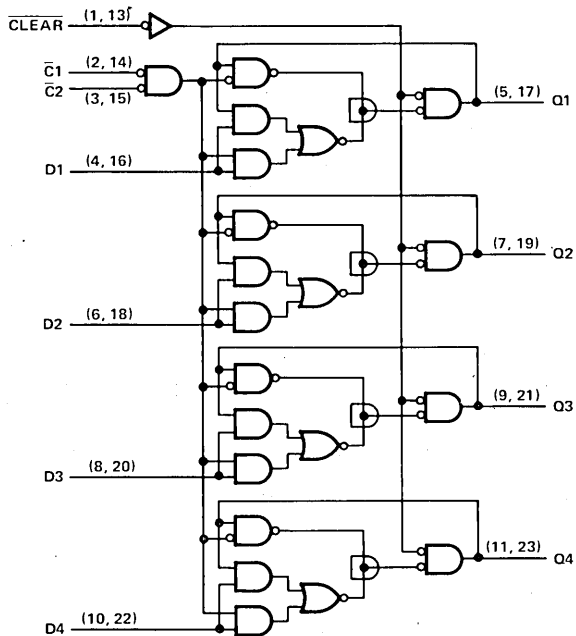 CLEAR (1, 13)
C̅1 (2, 14)
C̅2 (3, 15)
(5, 17) Q1
D1 (4, 16)
(7, 19) Q2
D2 (6, 18)
(9, 21) Q3
D3 (8, 20)
(11, 23) Q4
D4 (10, 22)